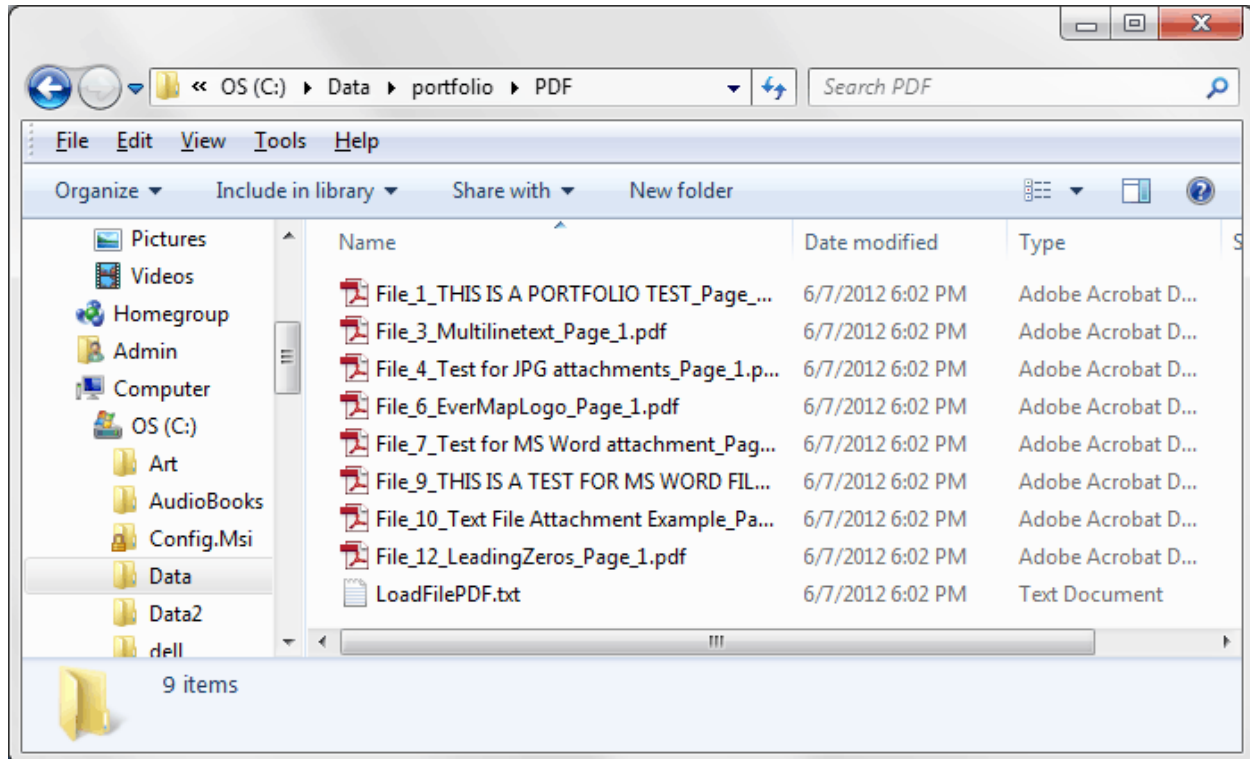 « OS (C:) ▸ Data ▸ portfolio ▸ PDF Search PDF
File Edit View Tools Help
Organize Include in library Share with New folder
Pictures
Videos
Homegroup
Admin
Computer
OS (C:)
Art
AudioBooks
Config.Msi
Data
Data2
dell
Name Date modified Type S
File_1_THIS IS A PORTFOLIO TEST_Page_... 6/7/2012 6:02 PM Adobe Acrobat D...
File_3_Multilinetext_Page_1.pdf 6/7/2012 6:02 PM Adobe Acrobat D...
File_4_Test for JPG attachments_Page_1.p... 6/7/2012 6:02 PM Adobe Acrobat D...
File_6_EverMapLogo_Page_1.pdf 6/7/2012 6:02 PM Adobe Acrobat D...
File_7_Test for MS Word attachment_Pag... 6/7/2012 6:02 PM Adobe Acrobat D...
File_9_THIS IS A TEST FOR MS WORD FIL... 6/7/2012 6:02 PM Adobe Acrobat D...
File_10_Text File Attachment Example_Pa... 6/7/2012 6:02 PM Adobe Acrobat D...
File_12_LeadingZeros_Page_1.pdf 6/7/2012 6:02 PM Adobe Acrobat D...
LoadFilePDF.txt 6/7/2012 6:02 PM Text Document
9 items